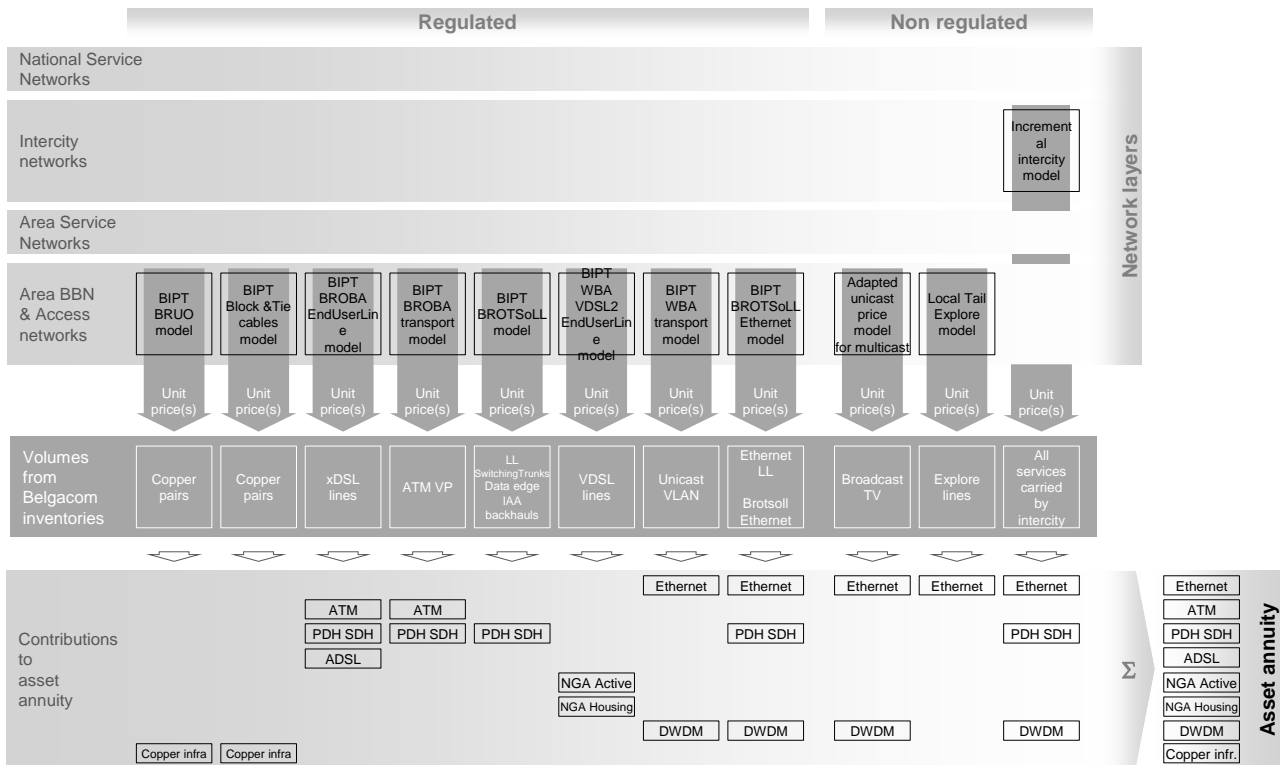 Regulated
Non regulated
National Service
Networks
Intercity
networks
Increment
al
intercity
model
Network layers
Area Service
Networks
Area BBN
& Access
networks
BIPT
BRUO
model
BIPT
Block &Tie
cables
model
BIPT
BROBA
EndUserLin
e
model
BIPT
BROBA
transport
model
BIPT
BROTSoLL
model
BIPT
WBA
VDSL2
EndUserLin
e
model
BIPT
WBA
transport
model
BIPT
BROTSoLL
Ethernet
model
Adapted
unicast
price
model
for multicast
Local Tail
Explore
model
Unit
price(s)
Unit
price(s)
Unit
price(s)
Unit
price(s)
Unit
price(s)
Unit
price(s)
Unit
price(s)
Unit
price(s)
Unit
price(s)
Unit
price(s)
Unit
price(s)
Volumes
from
Belgacom
inventories
Copper
pairs
Copper
pairs
xDSL
lines
ATM VP
LL
SwitchingTrunks
Data edge
IAA
backhauls
VDSL
lines
Unicast
VLAN
Ethernet
LL
Brotsoll
Ethernet
Broadcast
TV
Explore
lines
All
services
carried
by
intercity
Contributions
to
asset
annuity
Ethernet
Ethernet
Ethernet
Ethernet
Ethernet
ATM
ATM
PDH SDH
PDH SDH
PDH SDH
PDH SDH
PDH SDH
ADSL
NGA Active
NGA Housing
DWDM
DWDM
DWDM
DWDM
Copper infra
Copper infra
Σ
Ethernet
ATM
PDH SDH
ADSL
NGA Active
NGA Housing
DWDM
Copper infr.
Asset annuity